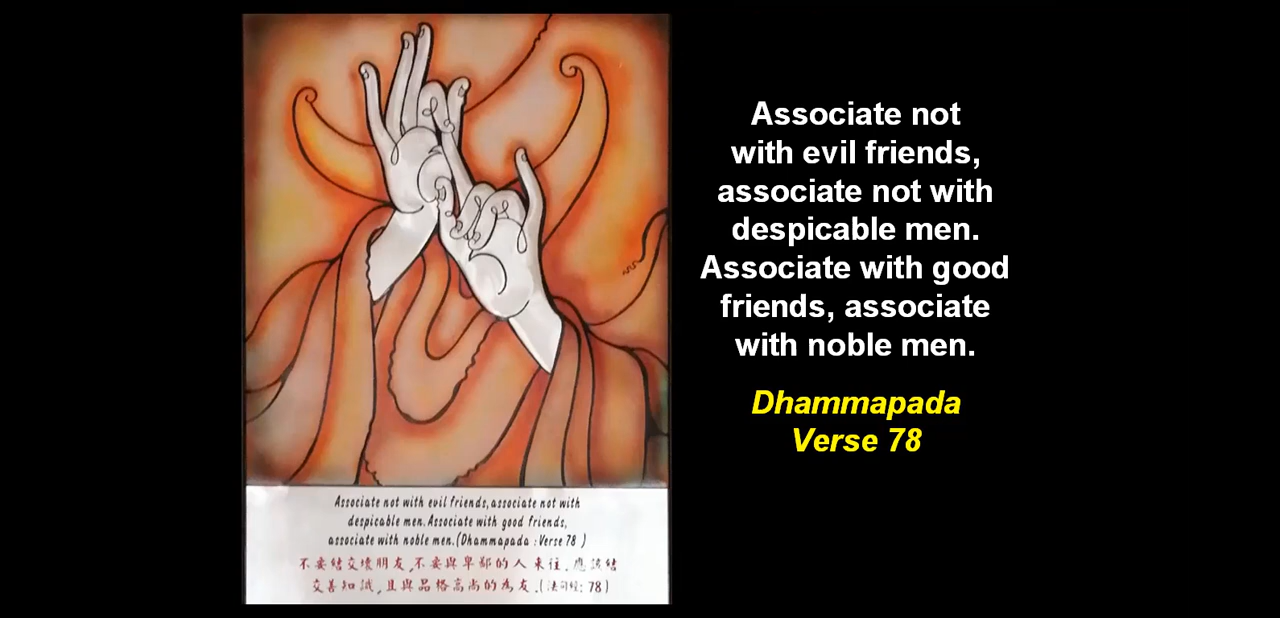 Associate not
with evil friends,
associate not with
despicable men.
Associate with good
friends, associate
with noble men.
Dhammapada
Verse 78
Associate not with evil friends, associate not with
despicable men. Associate with good friends,
associate with noble men. (Dhammapada : Verse 78 )
不要結交壞朋友,不要與卑鄙的人來往.應該結
交善知識,且與品格高尚的為友.(法句經: 78)